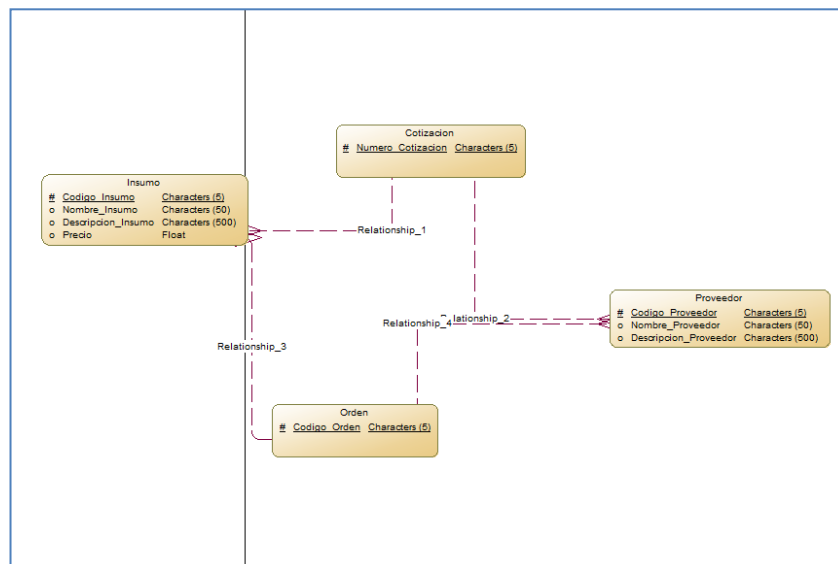 Cotizacion
# Numero_Cotizacion Characters (5)
Insumo
# Codigo_Insumo Characters (5)
o Nombre_Insumo Characters (50)
o Descripcion_Insumo Characters (500)
o Precio Float
Relationship_1
Proveedor
# Codigo_Proveedor Characters (5)
o Nombre_Proveedor Characters (50)
o Descripcion_Proveedor Characters (500)
Relationship_4 lationship_2
Relationship_3
Orden
# Codigo_Orden Characters (5)